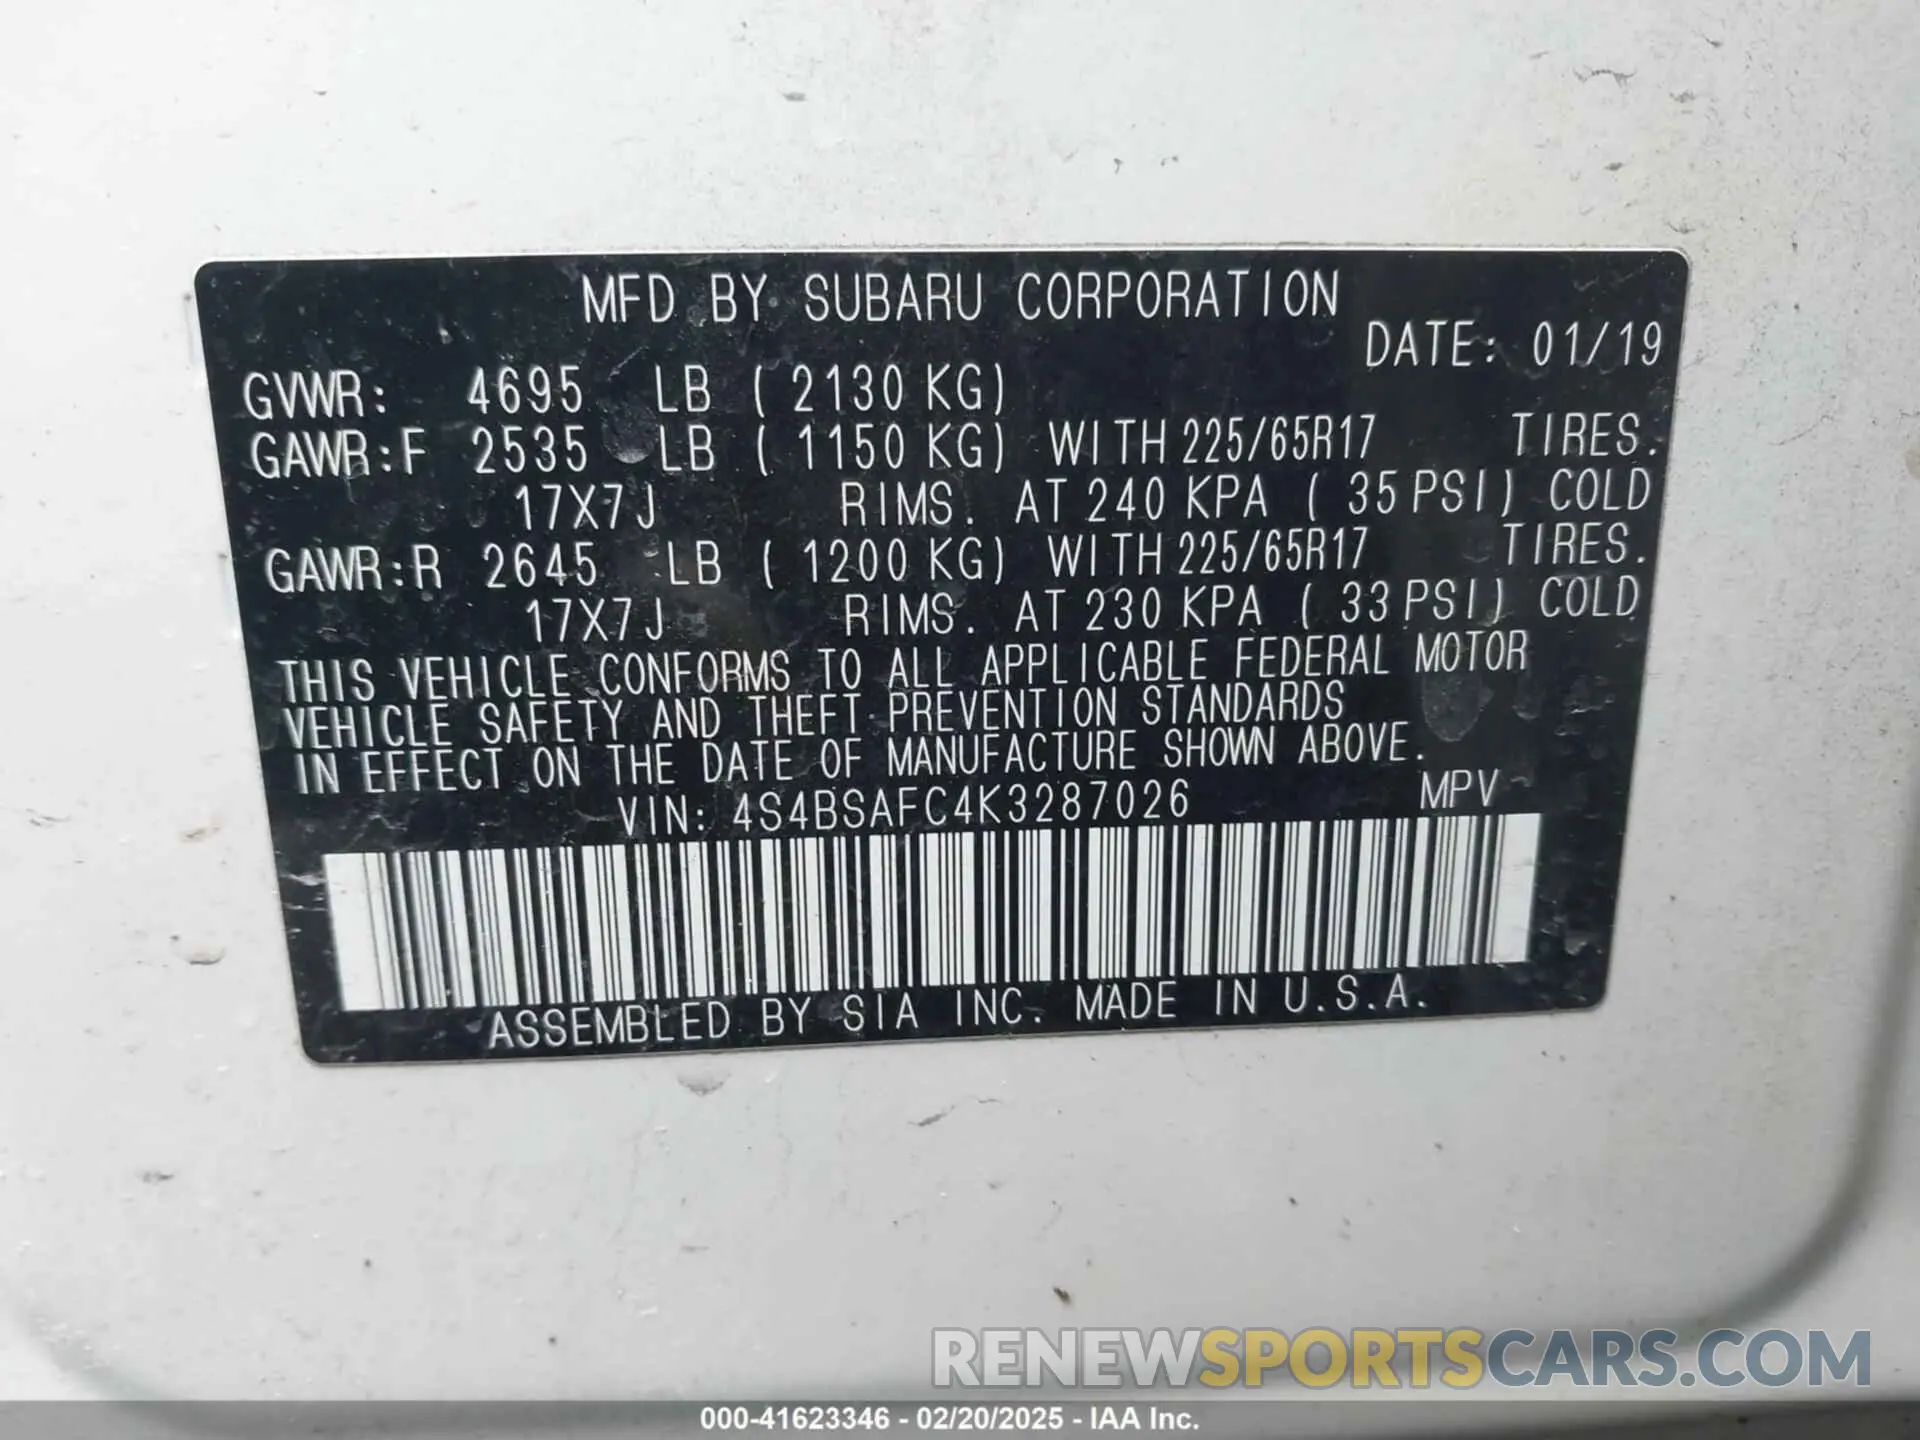 MFD BY SUBARU CORPORATION
DATE: 01/19
GVWR: 4695 LB ( 2130 KG)
GAWR:F 2535 LB ( 1150 KG) WITH 225/65R17 TIRES.
17X7J RIMS. AT 240 KPA ( 35 PSI) COLD
GAWR:R 2645 LB ( 1200 KG) WITH 225/65R17 TIRES.
17X7J RIMS. AT 230 KPA ( 33 PSI) COLD
THIS VEHICLE CONFORMS TO ALL APPLICABLE FEDERAL MOTOR
VEHICLE SAFETY AND THEFT PREVENTION STANDARDS
IN EFFECT ON THE DATE OF MANUFACTURE SHOWN ABOVE.
VIN: 4S4BSAFC4K3287026 MPV
ASSEMBLED BY SIA INC. MADE IN U.S.A.
RENEWSPORTSCARS.COM
000-41623346 - 02/20/2025 - IAA Inc.